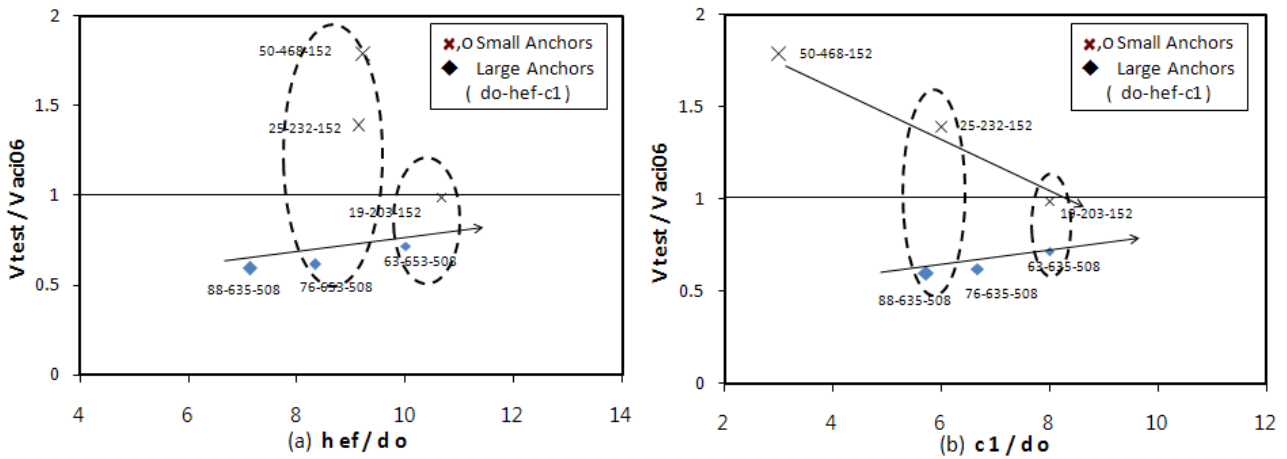 2
1.5
1
0.5
0
Vtest / Vaci06
50-468-152
25-232-152
19-203-152
63-653-508
76-653-508
88-635-508
x,o Small Anchors
◆ Large Anchors
( do-hef-c1)
4 6 8 10 12 14
(a) hef/do
2
1.5
1
0.5
0
Vtest / Vaci06
50-468-152
25-232-152
19-203-152
63-635-508
76-635-508
88-635-508
x,o Small Anchors
◆ Large Anchors
( do-hef-c1)
2 4 6 8 10 12
(b) c1/do